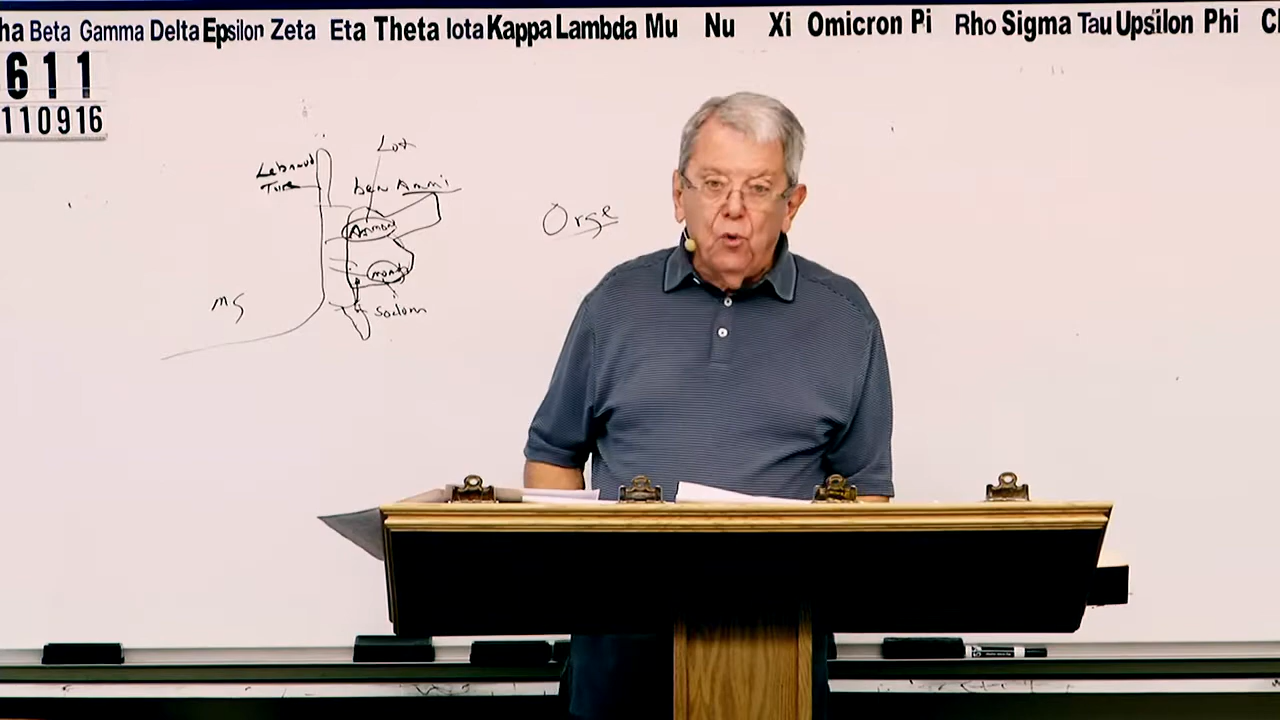 ha Beta Gamma Delta Epsilon Zeta Eta Theta Iota Kappa Lambda Mu Nu Xi Omicron Pi Rho Sigma Tau Upsilon Phi C
611
110916
Lot
Ben Ammi
Orge
Ammon
Moab
Sodom
MS